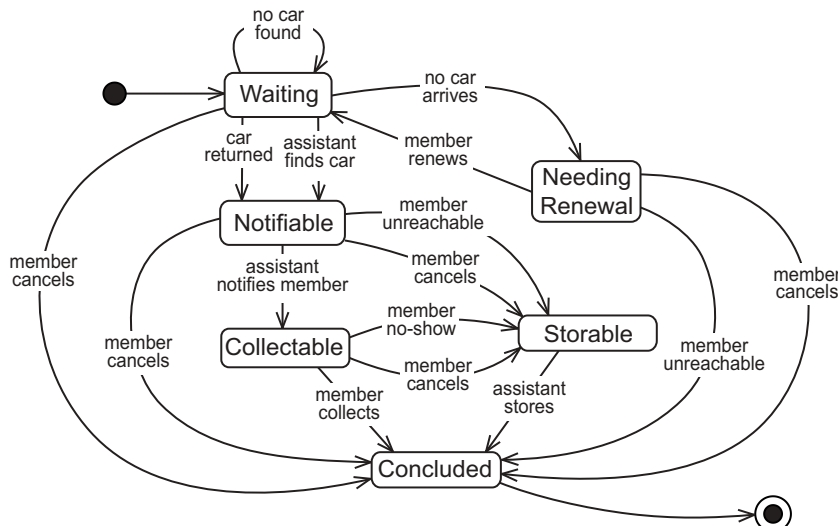 no car
found
Waiting
no car
arrives
car
returned
assistant
finds car
member
renews
Needing
Renewal
Notifiable
member
unreachable
member
cancels
assistant
notifies member
member
cancels
member
cancels
Collectable
member
no-show
Storable
member
cancels
member
cancels
member
unreachable
member
collects
assistant
stores
Concluded